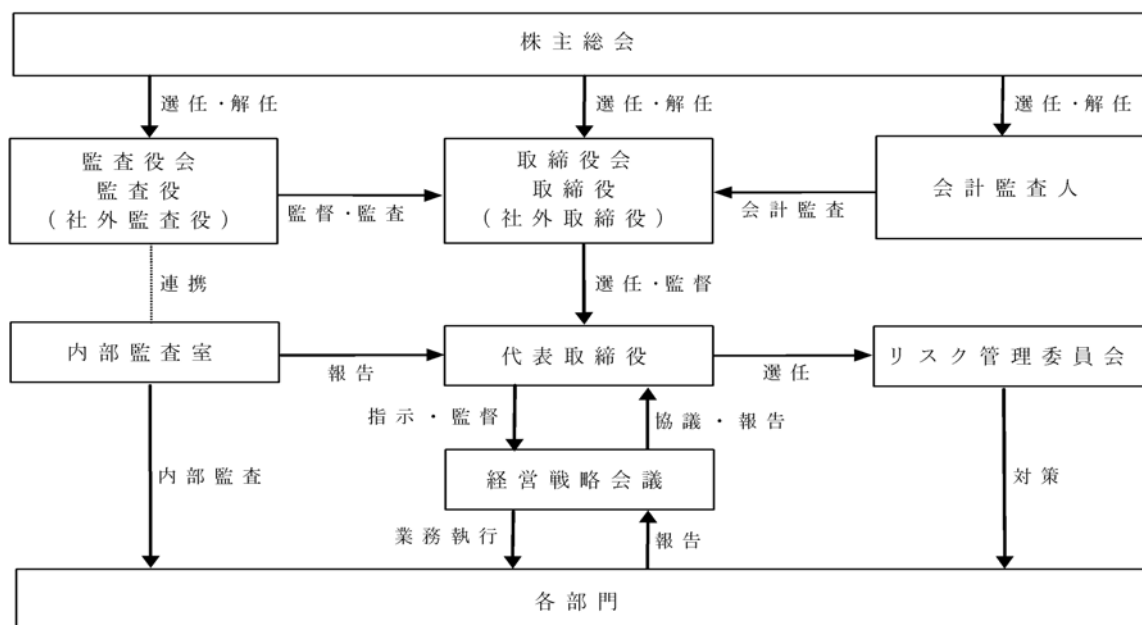 株主総会
選任・解任
選任・解任
選任・解任
監査役会
監査役
（社外監査役）
監督・監査
取締役会
取締役
（社外取締役）
会計監査
会計監査人
連携
選任・監督
内部監査室
報告
代表取締役
選任
リスク管理委員会
指示・監督
協議・報告
内部監査
経営戦略会議
対策
業務執行
報告
各部門